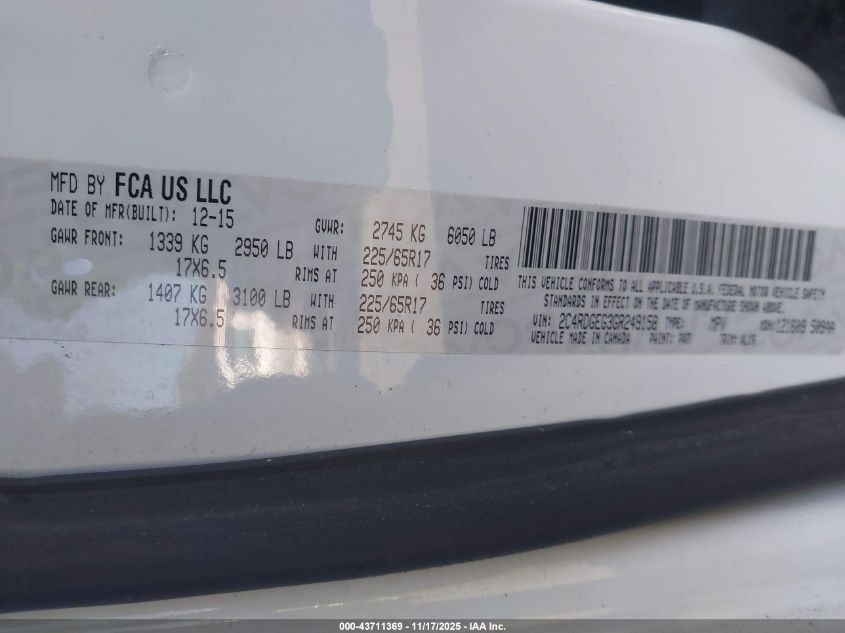 MFD BY FCA US LLC
DATE OF MFR(BUILT): 12-15
GVWR: 2745 KG 6050 LB
GAWR FRONT: 1339 KG 2950 LB WITH 225/65R17 TIRES
17X6.5 RIMS AT 250 KPA ( 36 PSI) COLD
GAWR REAR: 1407 KG 3100 LB WITH 225/65R17 TIRES
17X6.5 RIMS AT 250 KPA ( 36 PSI) COLD
THIS VEHICLE CONFORMS TO ALL APPLICABLE U.S.A. FEDERAL MOTOR VEHICLE SAFETY
STANDARDS IN EFFECT ON THE DATE OF MANUFACTURE SHOWN ABOVE.
VIN: 2C4RDGEG3GR249158 TYPE: MPV MDH:
VEHICLE MADE IN CANADA PAINT: PW7 TRIM:
000-43711369 | 11/17/2025 | IAA Inc.